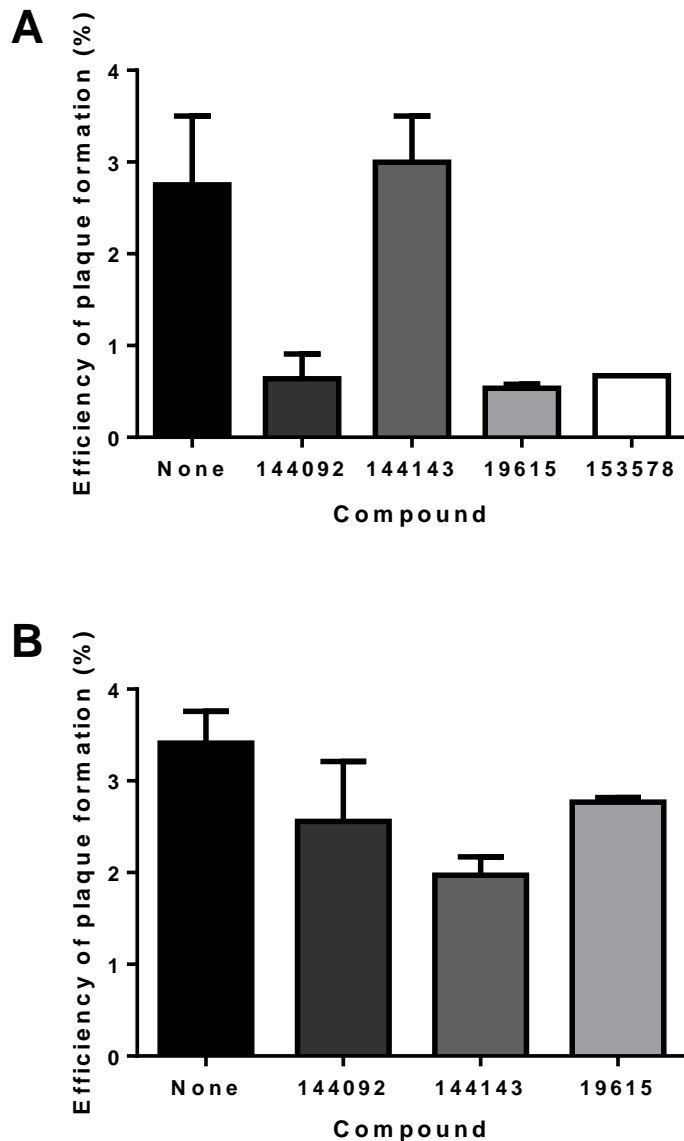 A
Efficiency of plaque formation (%)
4
3
2
1
0
None 144092 144143 19615 153578
Compound
B
Efficiency of plaque formation (%)
4
3
2
1
0
None 144092 144143 19615
Compound